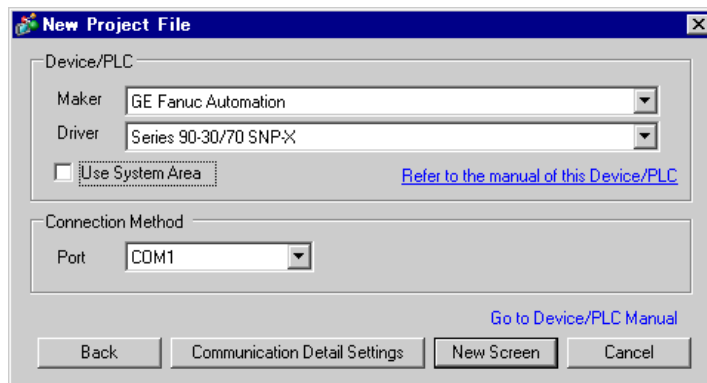 New Project File
Device/PLC
Maker GE Fanuc Automation
Driver Series 90-30/70 SNP-X
Use System Area Refer to the manual of this Device/PLC
Connection Method
Port COM1
Go to Device/PLC Manual
Back Communication Detail Settings New Screen Cancel